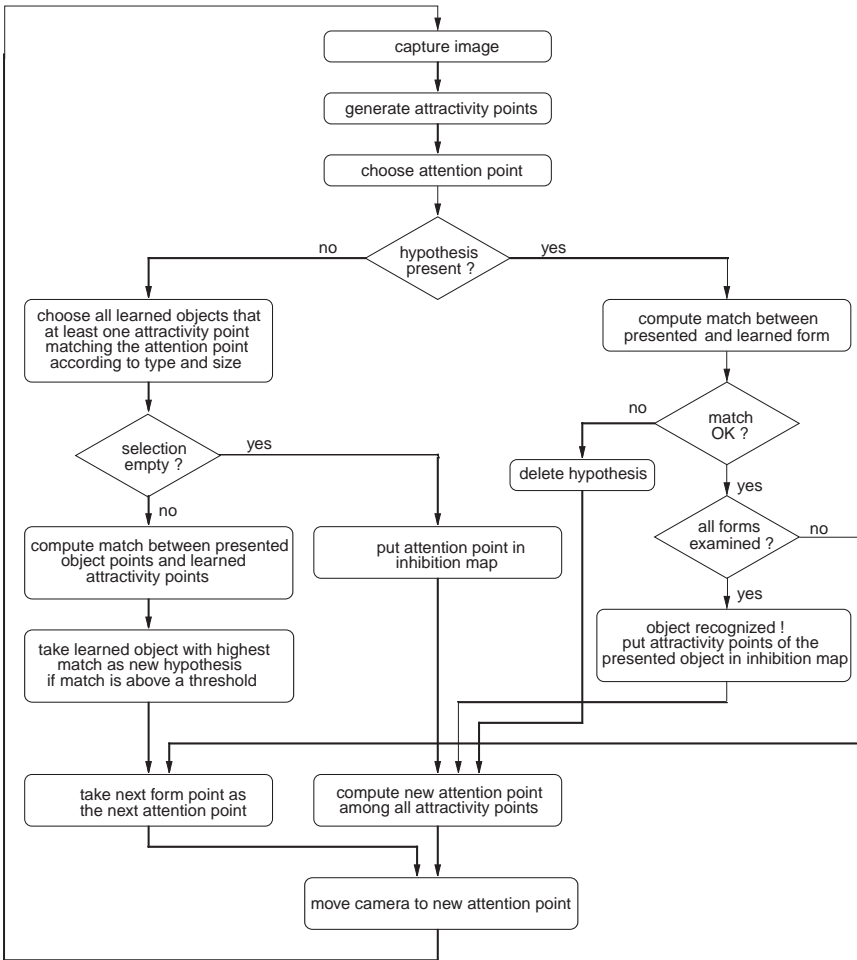 capture image
generate attractivity points
choose attention point
no
hypothesis
present ?
yes
choose all learned objects that
at least one attractivity point
matching the attention point
according to type and size
compute match between
presented and learned form
no
match
OK ?
selection
empty ?
yes
delete hypothesis
yes
no
all forms
examined ?
no
compute match between presented
object points and learned
attractivity points
put attention point in
inhibition map
yes
take learned object with highest
match as new hypothesis
if match is above a threshold
object recognized !
put attractivity points of the
presented object in inhibition map
take next form point as
the next attention point
compute new attention point
among all attractivity points
move camera to new attention point